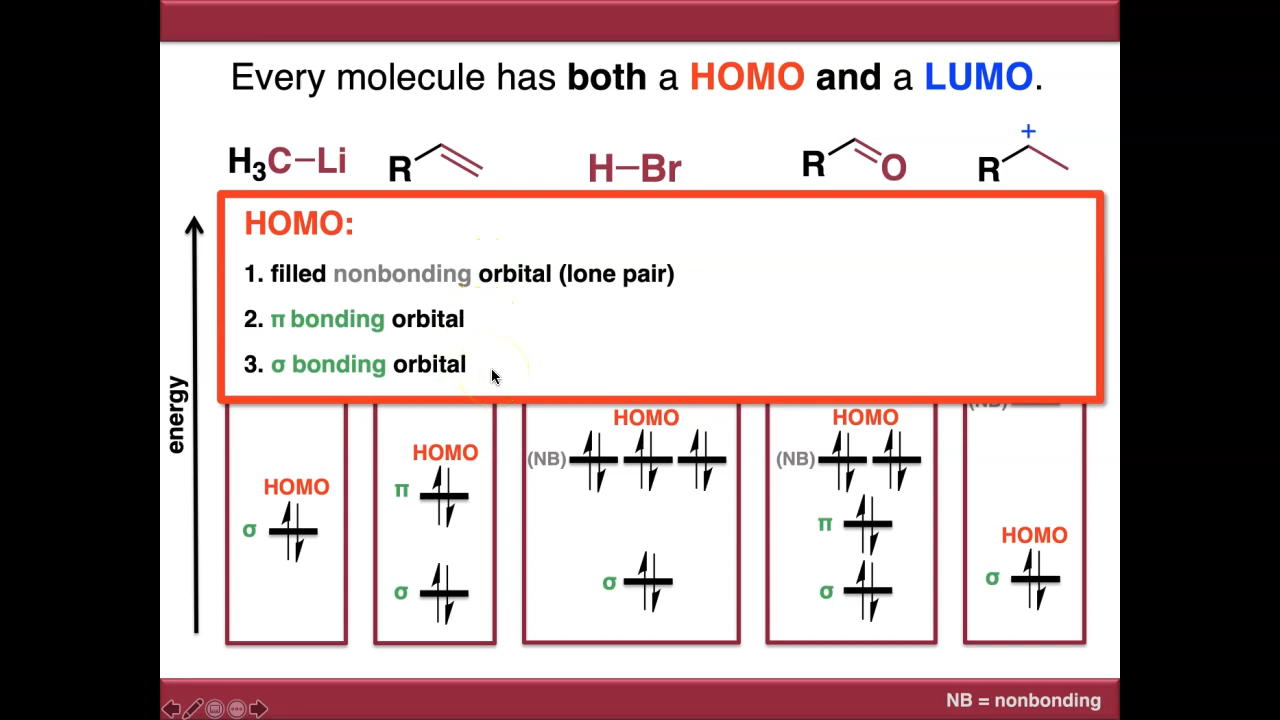 Every molecule has both a HOMO and a LUMO.
H₃C–Li
R
H–Br
R O
R +
HOMO:
1. filled nonbonding orbital (lone pair)
2. π bonding orbital
3. σ bonding orbital
energy
HOMO
σ
HOMO
π
σ
HOMO
(NB)
σ
HOMO
(NB)
π
σ
(NB)
HOMO
σ
NB = nonbonding